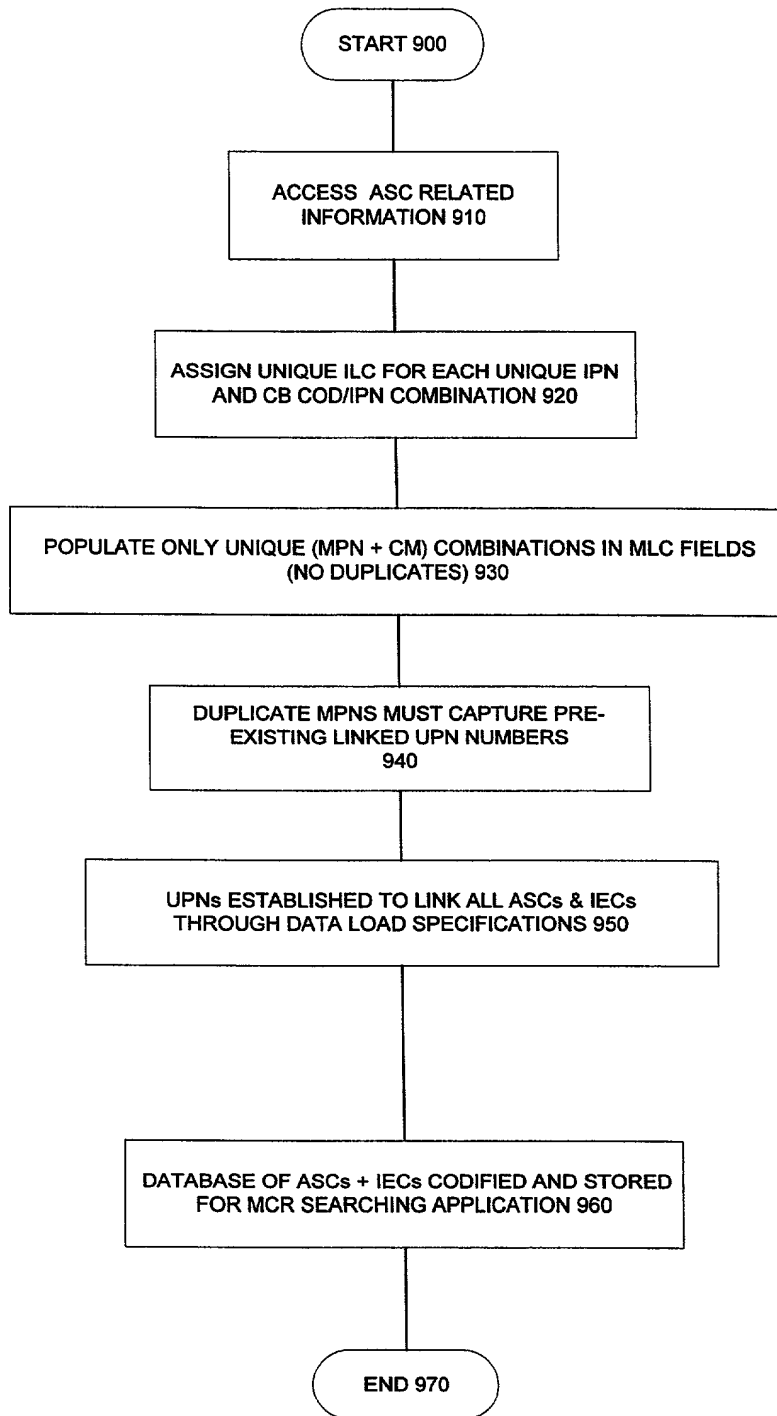 START 900
ACCESS ASC RELATED
INFORMATION 910
ASSIGN UNIQUE ILC FOR EACH UNIQUE IPN
AND CB COD/IPN COMBINATION 920
POPULATE ONLY UNIQUE (MPN + CM) COMBINATIONS IN MLC FIELDS
(NO DUPLICATES) 930
DUPLICATE MPNS MUST CAPTURE PRE-
EXISTING LINKED UPN NUMBERS
940
UPNs ESTABLISHED TO LINK ALL ASCs & IECs
THROUGH DATA LOAD SPECIFICATIONS 950
DATABASE OF ASCs + IECs CODIFIED AND STORED
FOR MCR SEARCHING APPLICATION 960
END 970